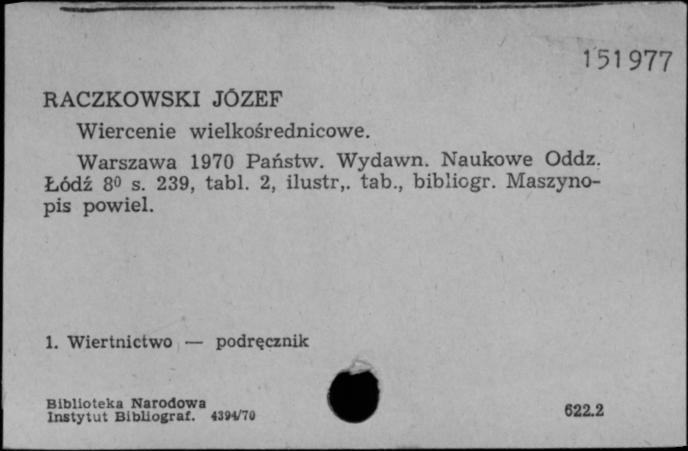 151977
RACZKOWSKI JÓZEF
Wiercenie wielkośrednicowe.
Warszawa 1970 Państw. Wydawn. Naukowe Oddz.
Łódź 8⁰ s. 239, tabl. 2, ilustr,. tab., bibliogr. Maszyno-
pis powiel.
1. Wiertnictwo — podręcznik
Biblioteka Narodowa
Instytut Bibliograf. 4394/70
622.2